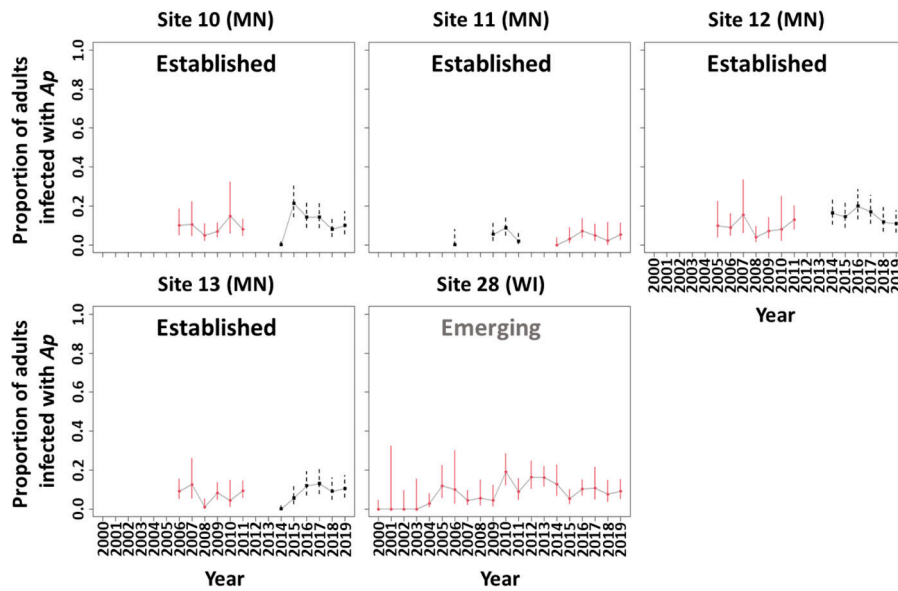 Site 10 (MN)
Site 11 (MN)
Site 12 (MN)
Proportion of adults
infected with Ap
0.0 0.2 0.4 0.6 0.8 1.0
Established
Established
Established
2000 2001 2002 2003 2004 2005 2006 2007 2008 2009 2010 2011 2012 2013 2014 2015 2016 2017 2018 2019
Year
Site 13 (MN)
Site 28 (WI)
Proportion of adults
infected with Ap
0.0 0.2 0.4 0.6 0.8 1.0
Established
Emerging
2000 2001 2002 2003 2004 2005 2006 2007 2008 2009 2010 2011 2012 2013 2014 2015 2016 2017 2018 2019
2000 2001 2002 2003 2004 2005 2006 2007 2008 2009 2010 2011 2012 2013 2014 2015 2016 2017 2018 2019
Year
Year